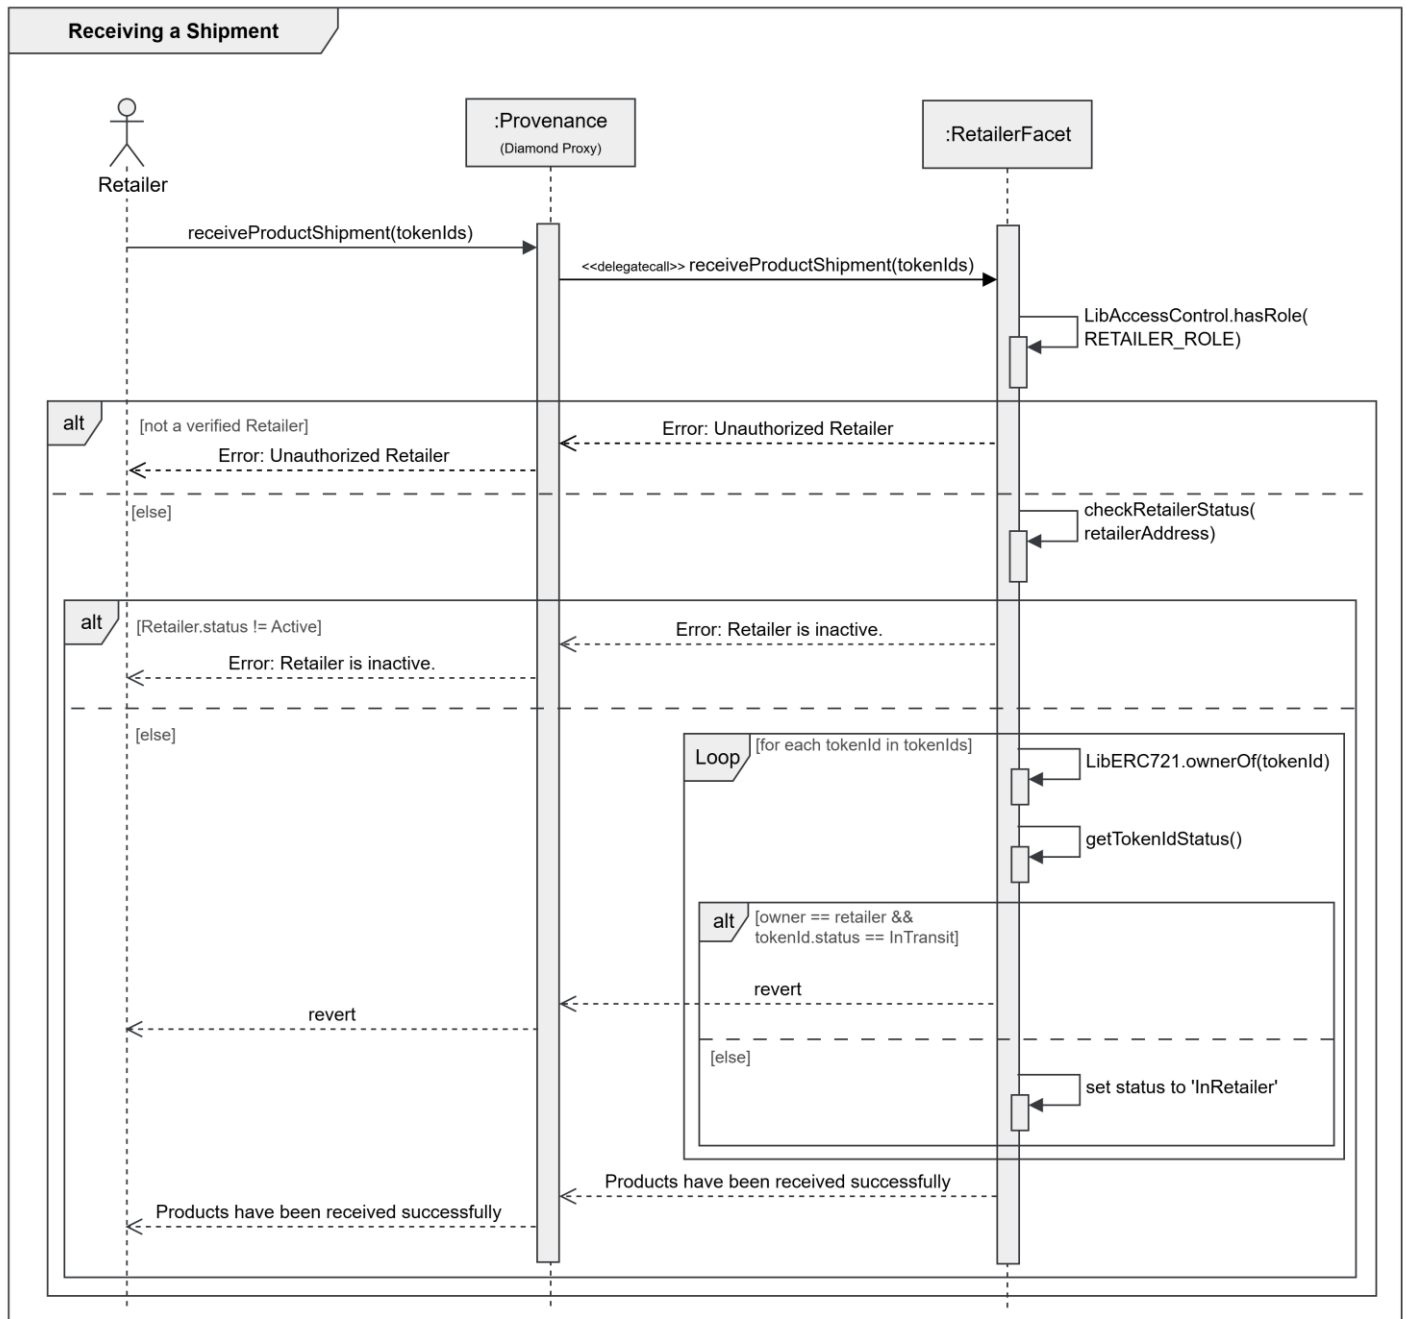 Receiving a Shipment
:Provenance
(Diamond Proxy)
:RetailerFacet
Retailer
receiveProductShipment(tokenIds)
<<delegatecall>> receiveProductShipment(tokenIds)
LibAccessControl.hasRole(
RETAILER_ROLE)
alt
[not a verified Retailer]
Error: Unauthorized Retailer
Error: Unauthorized Retailer
[else]
checkRetailerStatus(
retailerAddress)
alt
[Retailer.status != Active]
Error: Retailer is inactive.
Error: Retailer is inactive.
[else]
Loop
[for each tokenId in tokenIds]
LibERC721.ownerOf(tokenId)
getTokenIdStatus()
alt
[owner == retailer &&
tokenId.status == InTransit]
revert
revert
[else]
set status to 'InRetailer'
Products have been received successfully
Products have been received successfully